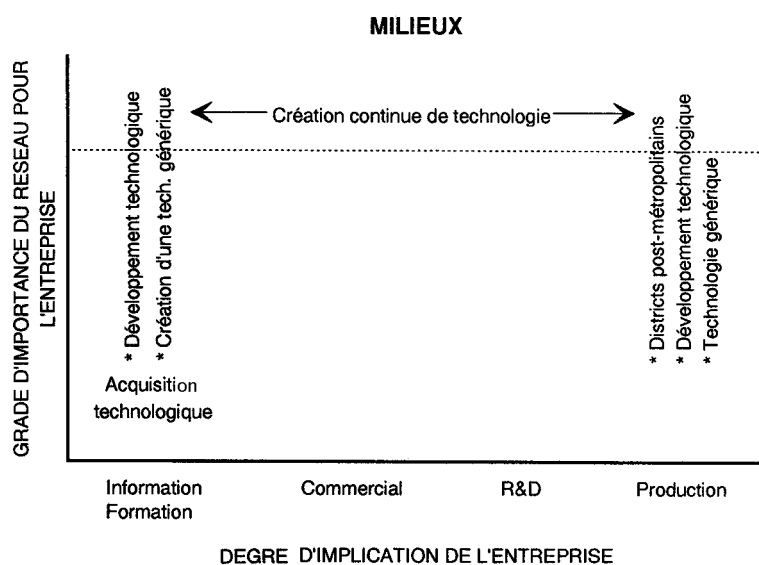 MILIEUX
GRADE D'IMPORTANCE DU RESEAU POUR
L'ENTREPRISE
* Développement technologique
* Création d'une tech. générique
Création continue de technologie
* Districts post-métropolitains
* Développement technologique
* Technologie générique
Acquisition
technologique
Information
Formation
Commercial
R&D
Production
DEGRE D'IMPLICATION DE L'ENTREPRISE